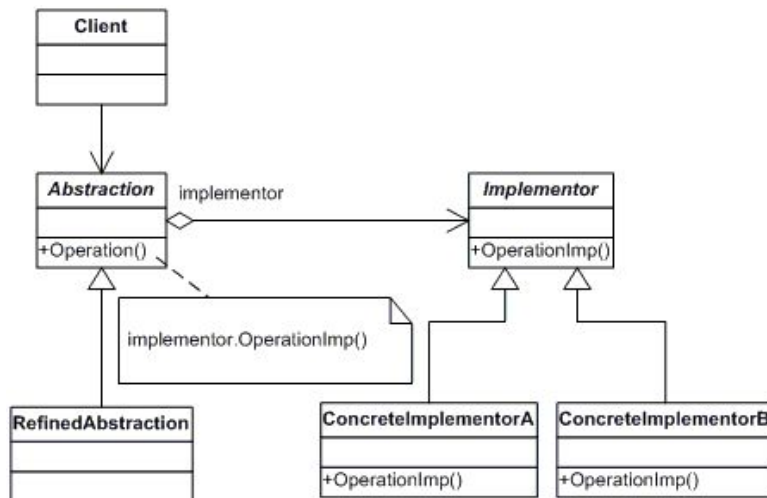 Client
Abstraction
implementor
Implementor
+Operation()
+OperationImp()
implementor.OperationImp()
RefinedAbstraction
ConcreteImplementorA
ConcreteImplementorB
+OperationImp()
+OperationImp()